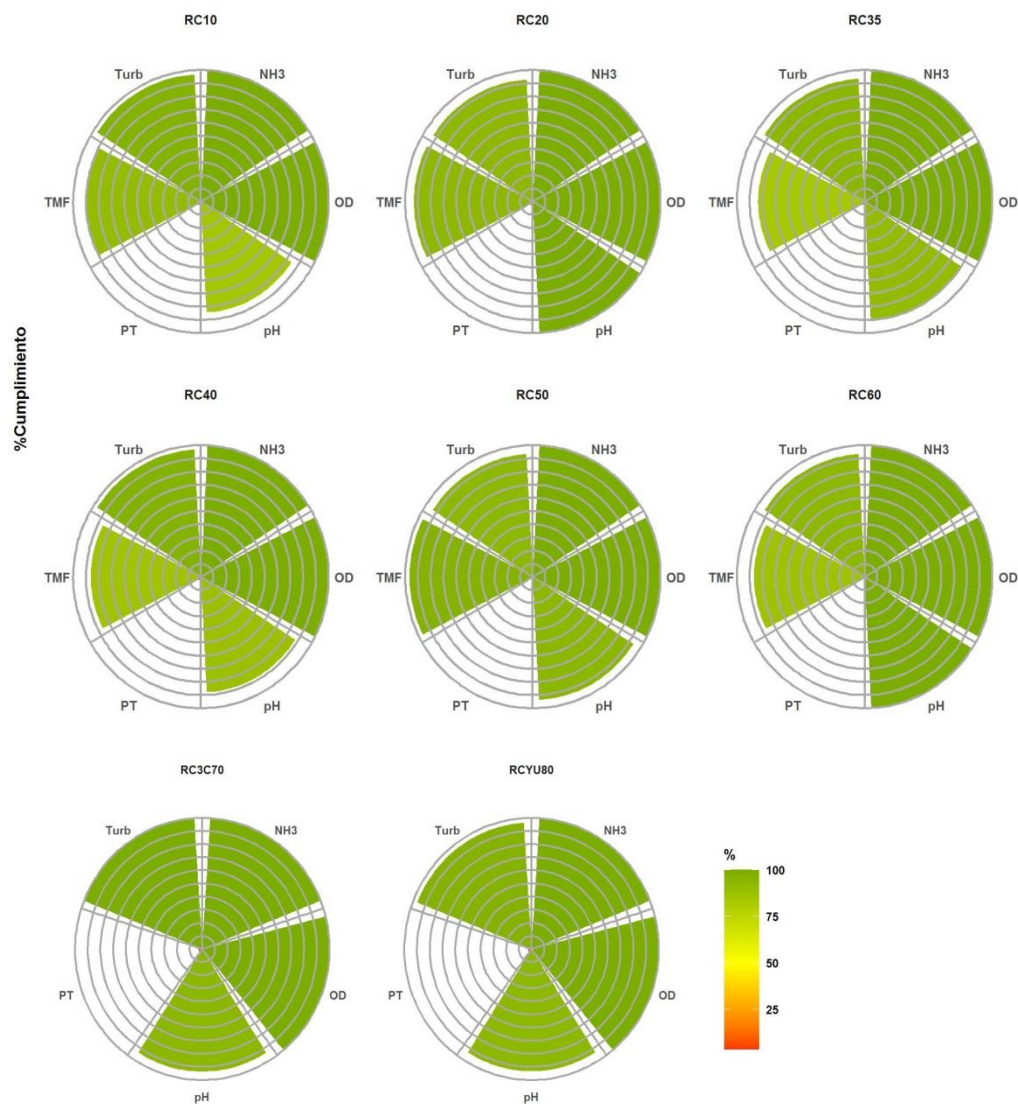 RC10
RC20
RC35
Turb
NH3
Turb
NH3
Turb
NH3
TMF
OD
TMF
OD
TMF
OD
PT
pH
PT
pH
PT
pH
%Cumplimiento
RC40
RC50
RC60
Turb
NH3
Turb
NH3
Turb
NH3
TMF
OD
TMF
OD
TMF
OD
PT
pH
PT
pH
PT
pH
RC3C70
RCYU80
Turb
NH3
Turb
NH3
PT
OD
PT
OD
pH
pH
%
100
75
50
25